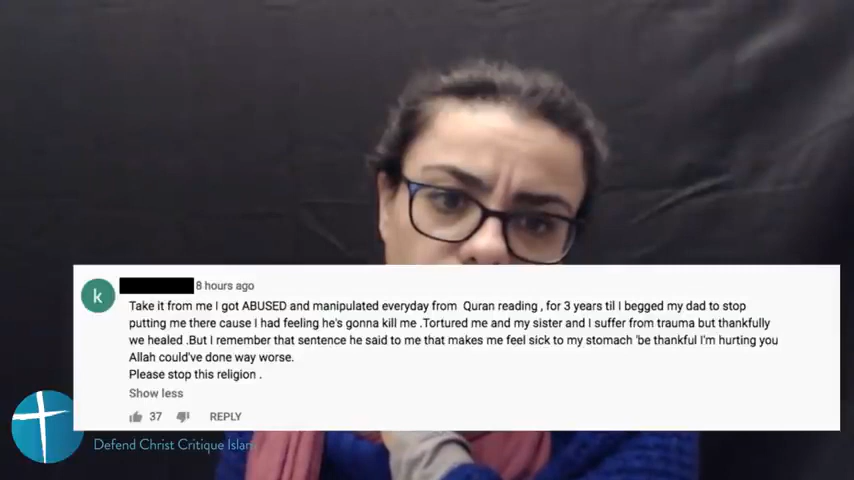 k
8 hours ago
Take it from me I got ABUSED and manipulated everyday from Quran reading , for 3 years til I begged my dad to stop
putting me there cause I had feeling he's gonna kill me .Tortured me and my sister and I suffer from trauma but thankfully
we healed .But I remember that sentence he said to me that makes me feel sick to my stomach 'be thankful I'm hurting you
Allah could've done way worse.
Please stop this religion .
Show less
37
REPLY
Defend Christ Critique Islam